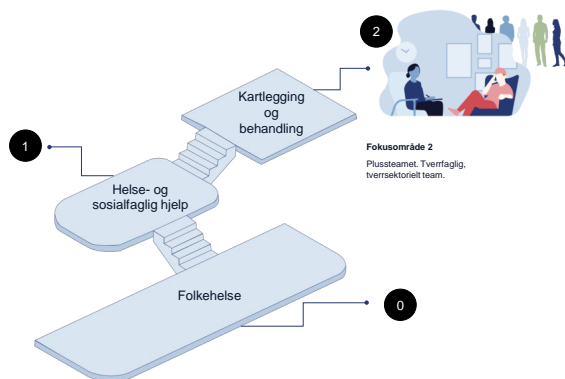 2
Kartlegging
og
behandling
Fokusområde 2
Plussteamet. Tverrfaglig,
tverrsektorielt team.
1
Helse- og
sosialfaglig hjelp
Folkehelse
0